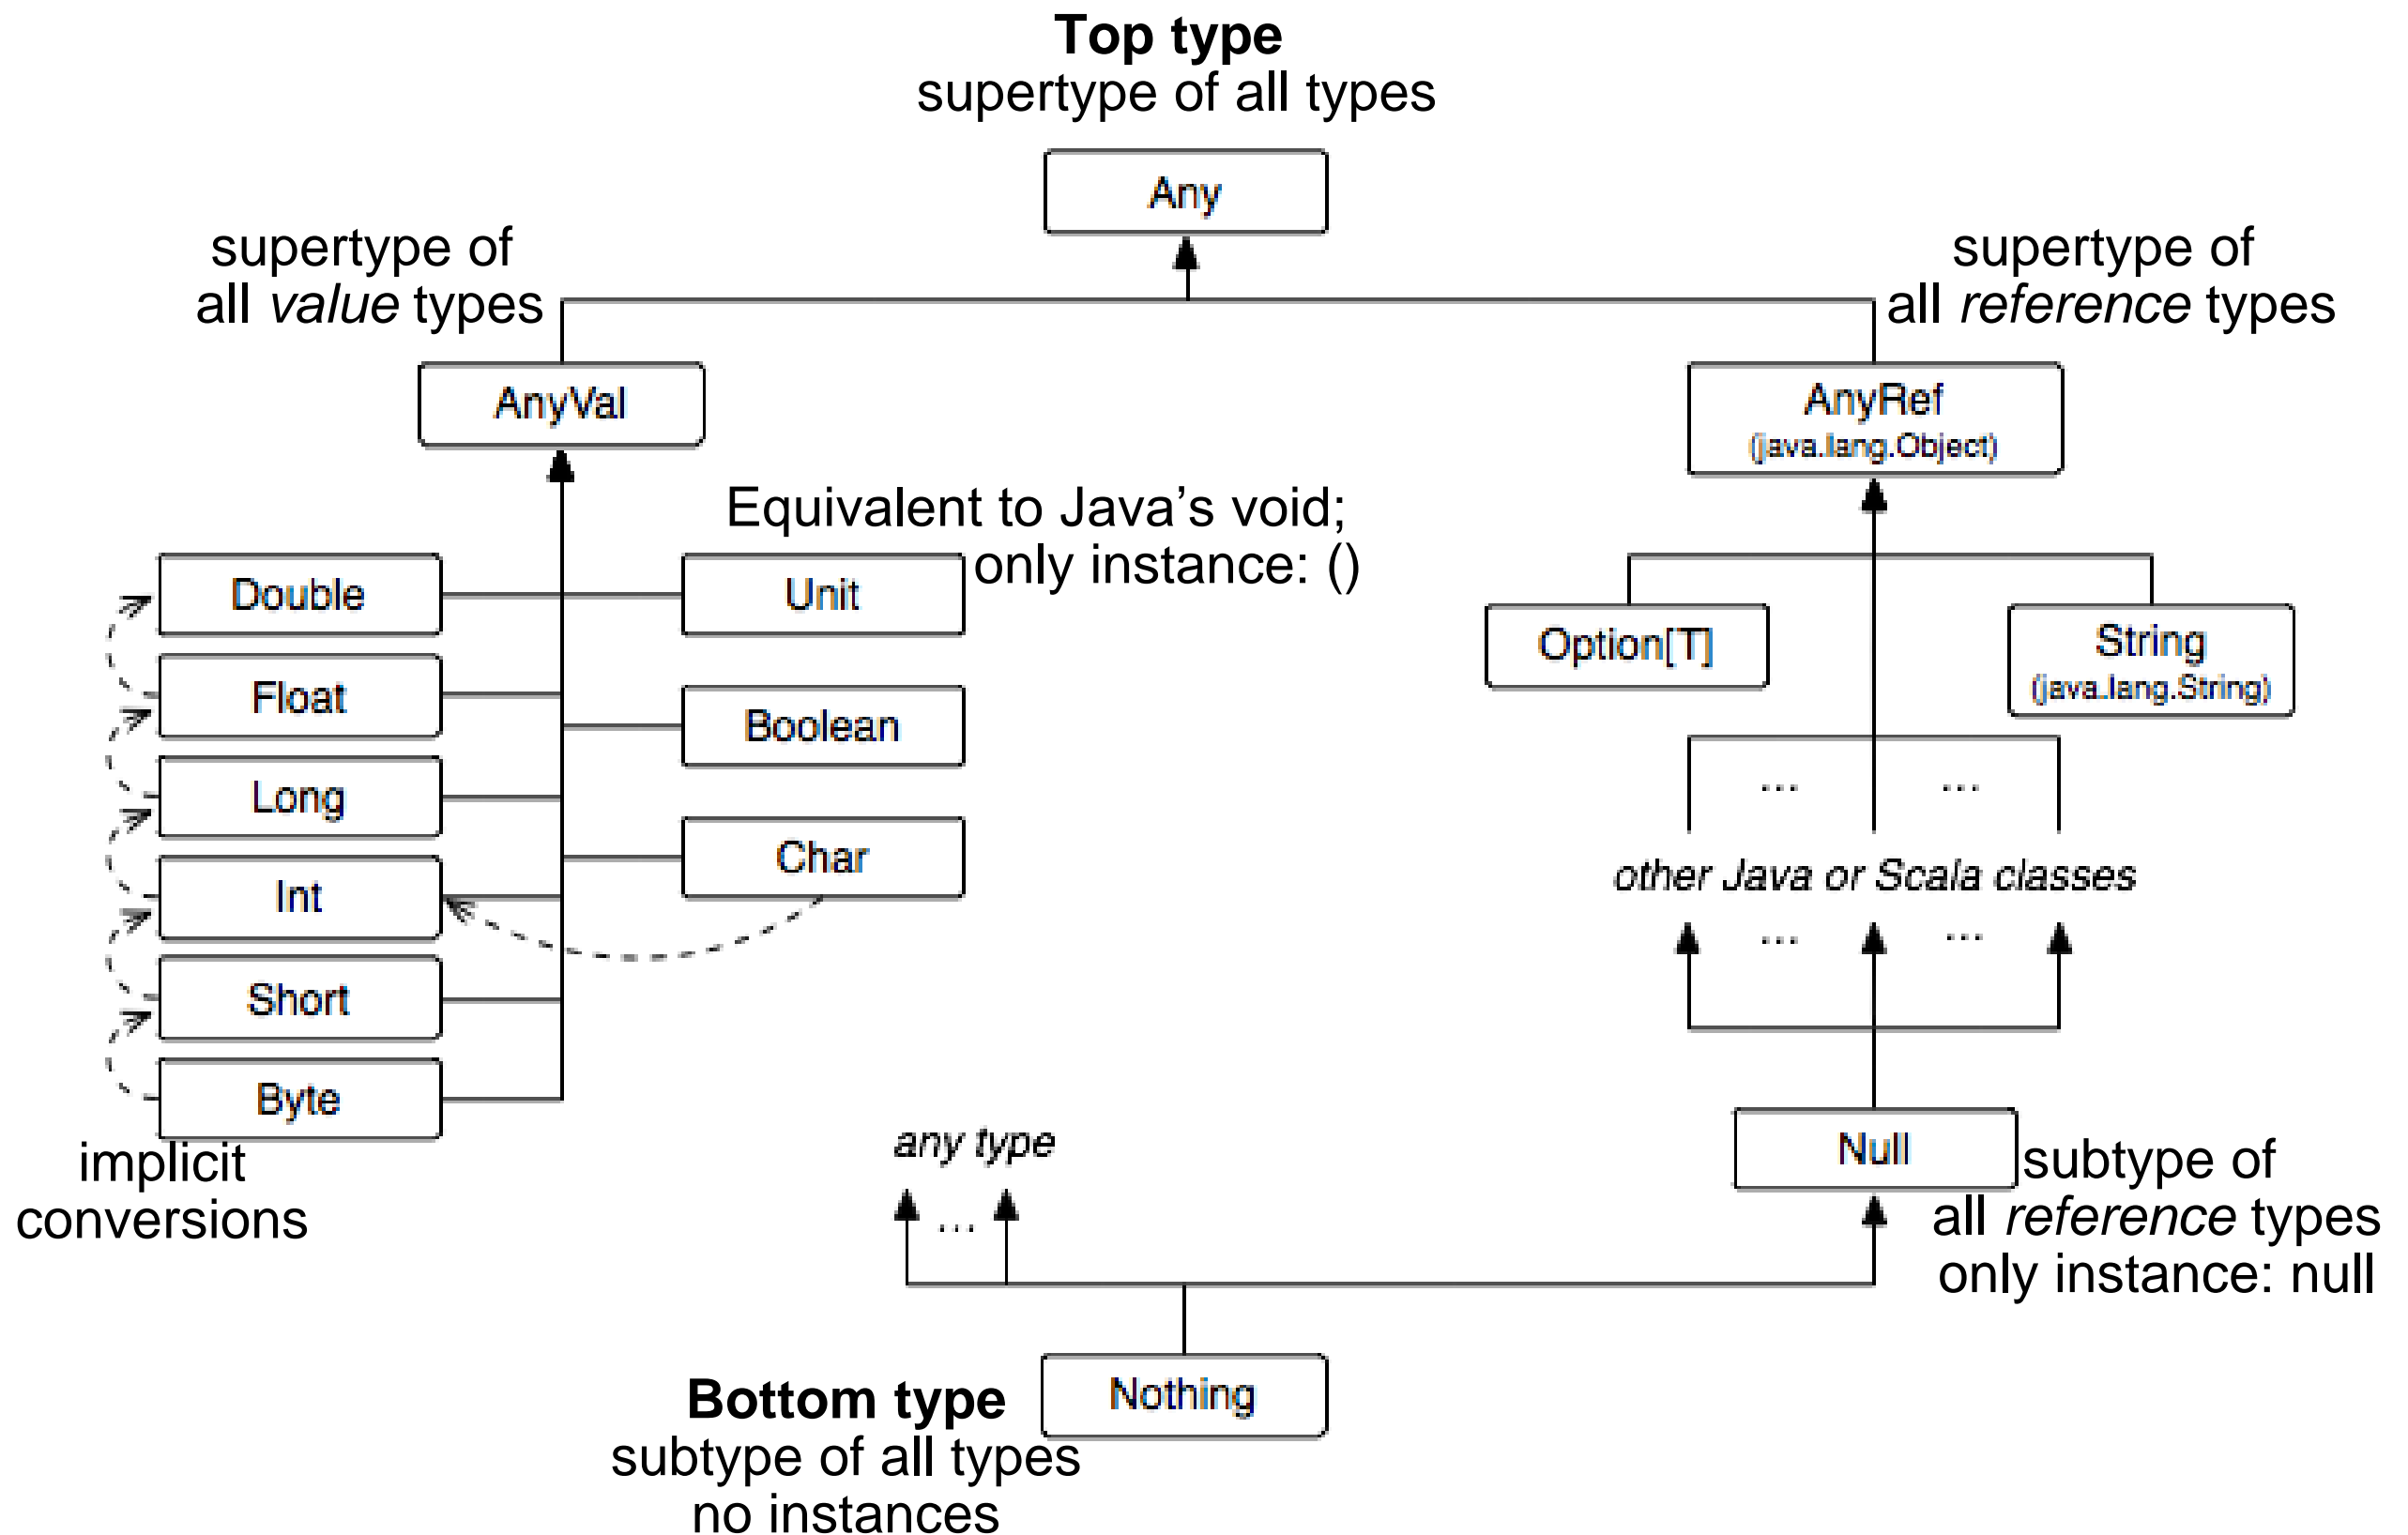 Top type
supertype of all types
Any
supertype of
all value types
supertype of
all reference types
AnyVal
AnyRef
(java.lang.Object)
Equivalent to Java’s void;
only instance: ()
Double
Unit
Option[T]
String
(java.lang.String)
Float
Boolean
Long
... ...
Char
Int
other Java or Scala classes
... ...
Short
Byte
implicit
conversions
any type
...
Null
subtype of
all reference types
only instance: null
Nothing
Bottom type
subtype of all types
no instances